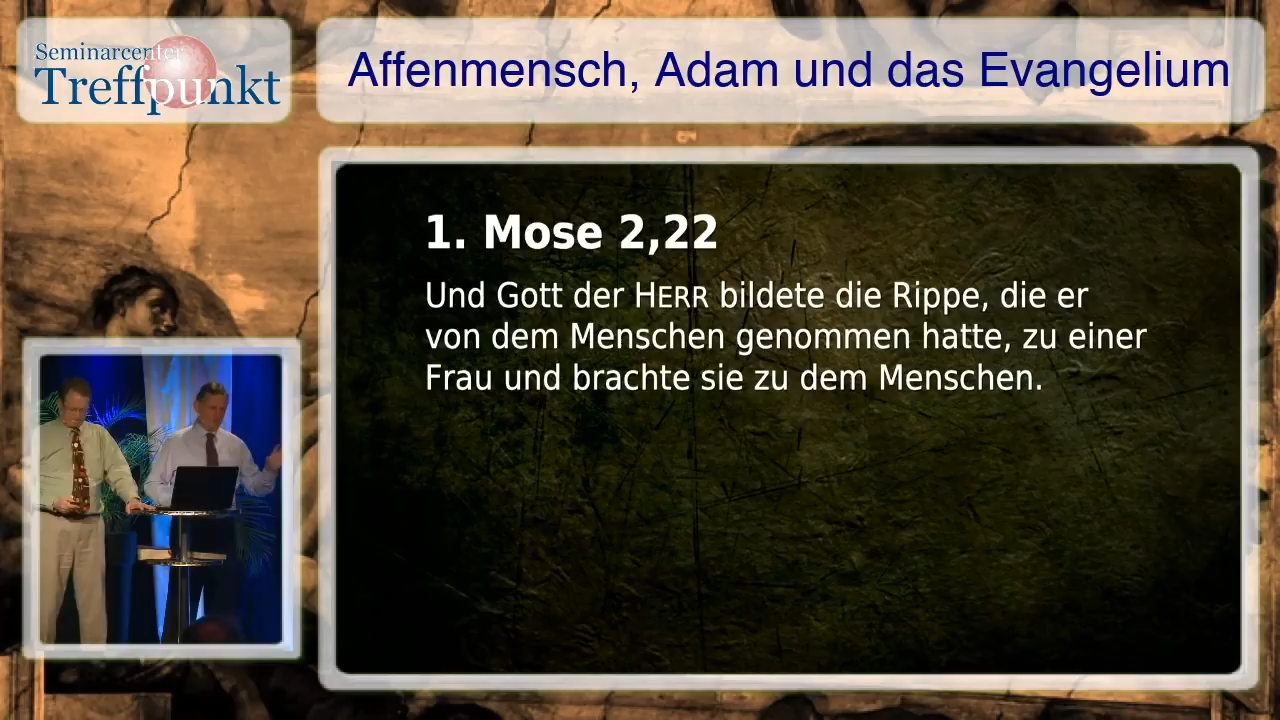 Seminarcenter
Treffpunkt
Affenmensch, Adam und das Evangelium
1. Mose 2,22
Und Gott der HERR bildete die Rippe, die er
von dem Menschen genommen hatte, zu einer
Frau und brachte sie zu dem Menschen.